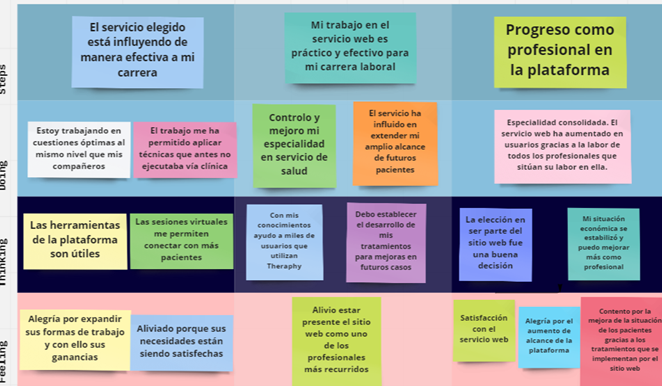 Steps
El servicio elegido
está influyendo de
manera efectiva a mi
carrera
Mi trabajo en el
servicio web es
práctico y efectivo para
mi carrera laboral
Progreso como
profesional en
la plataforma
Doing
Estoy trabajando en
cuestiones óptimas al
mismo nivel que mis
compañeros
El trabajo me ha
permitido aplicar
técnicas que antes no
ejecutaba vía clínica
Controlo y
mejoro mi
especialidad
en servicio de
salud
El servicio ha
influido en
extender mi
amplio alcance
de futuros
pacientes
Especialidad consolidada. El
servicio web ha aumentado en
usuarios gracias a la labor de
todos los profesionales que
sitúan su labor en ella.
Thinking
Las herramientas
de la plataforma
son útiles
Las sesiones virtuales
me permiten
conectar con más
pacientes
Con mis
conocimientos
ayudo a miles de
usuarios que
utilizan
Theraphy
Debo establecer
el desarrollo de
mis
tratamientos
para mejoras en
futuros casos
La elección en
ser parte del
sitio web fue
una buena
decisión
Mi situación
económica se
estabilizó y
puedo mejorar
más como
profesional
Feeling
Alegría por expandir
sus formas de trabajo
y con ello sus
ganancias
Aliviado porque sus
necesidades están
siendo satisfechas
Alivio estar
presente el sitio
web como uno
de los
profesionales
más recurridos
Satisfacción
con el
servicio web
Alegría por el
aumento de
alcance de la
plataforma
Contento por la
mejora de la situación
de los pacientes
gracias a los
tratamientos que se
implementan por el
sitio web